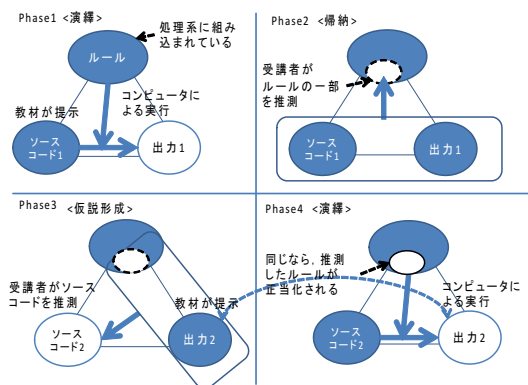 Phase1 <演繹>
処理系に組み
込まれている
ルール
教材が提示
コンピュータに
よる実行
ソース
コード1
出力1
Phase2 <帰納>
受講者が
ルールの一部
を推測
ソース
コード1
出力1
Phase3 <仮説形成>
受講者がソース
コードを推測
教材が提示
ソース
コード2
出力2
Phase4 <演繹>
同じなら，推測
したルールが
正当化される
コンピュータに
よる実行
ソース
コード2
出力2